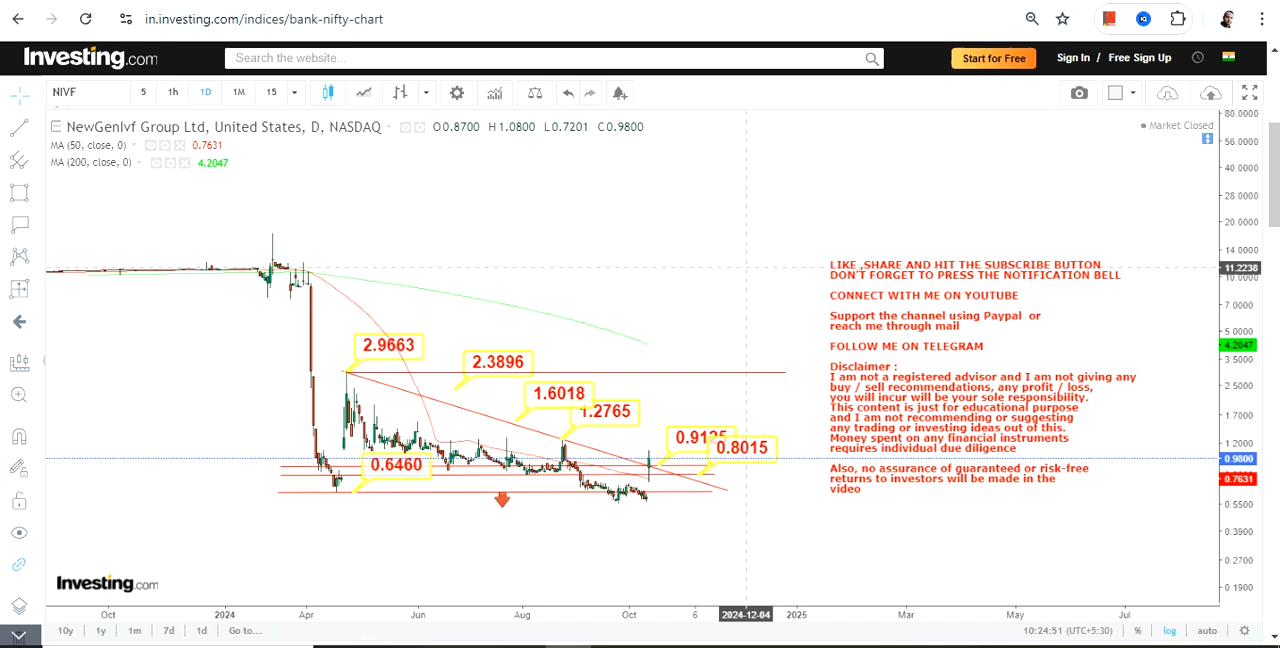 in.investing.com/indices/bank-nifty-chart
Investing.com
Search the website...
Start for Free
Sign In / Free Sign Up
NIVF
5
1h
1D
1M
15
NewGenIvf Group Ltd, United States, D, NASDAQ
O0.8700 H1.0800 L0.7201 C0.9800
Market Closed
MA (50, close, 0)
0.7631
MA (200, close, 0)
4.2047
80.0000
56.0000
40.0000
28.0000
20.0000
14.0000
11.2238
10.0000
7.0000
5.0000
4.2047
3.5000
2.5000
1.7000
1.2000
0.9800
0.7631
0.5500
0.3900
0.2700
0.1900
2.9663
2.3896
1.6018
1.2765
0.9125
0.8015
0.6460
LIKE ,SHARE AND HIT THE SUBSCRIBE BUTTON
DON'T FORGET TO PRESS THE NOTIFICATION BELL
CONNECT WITH ME ON YOUTUBE
Support the channel using Paypal or
reach me through mail
FOLLOW ME ON TELEGRAM
Disclaimer :
I am not a registered advisor and I am not giving any
buy / sell recommendations, any profit / loss,
you will incur will be your sole responsibility.
This content is just for educational purpose
and I am not recommending or suggesting
any trading or investing ideas out of this.
Money spent on any financial instruments
requires individual due diligence
Also, no assurance of guaranteed or risk-free
returns to investors will be made in the
video
Investing.com
Oct
2024
Apr
Jun
Aug
Oct
6
2024-12-04
2025
Mar
May
Jul
10y
1y
1m
7d
1d
Go to...
10:24:51 (UTC+5:30)
%
log
auto